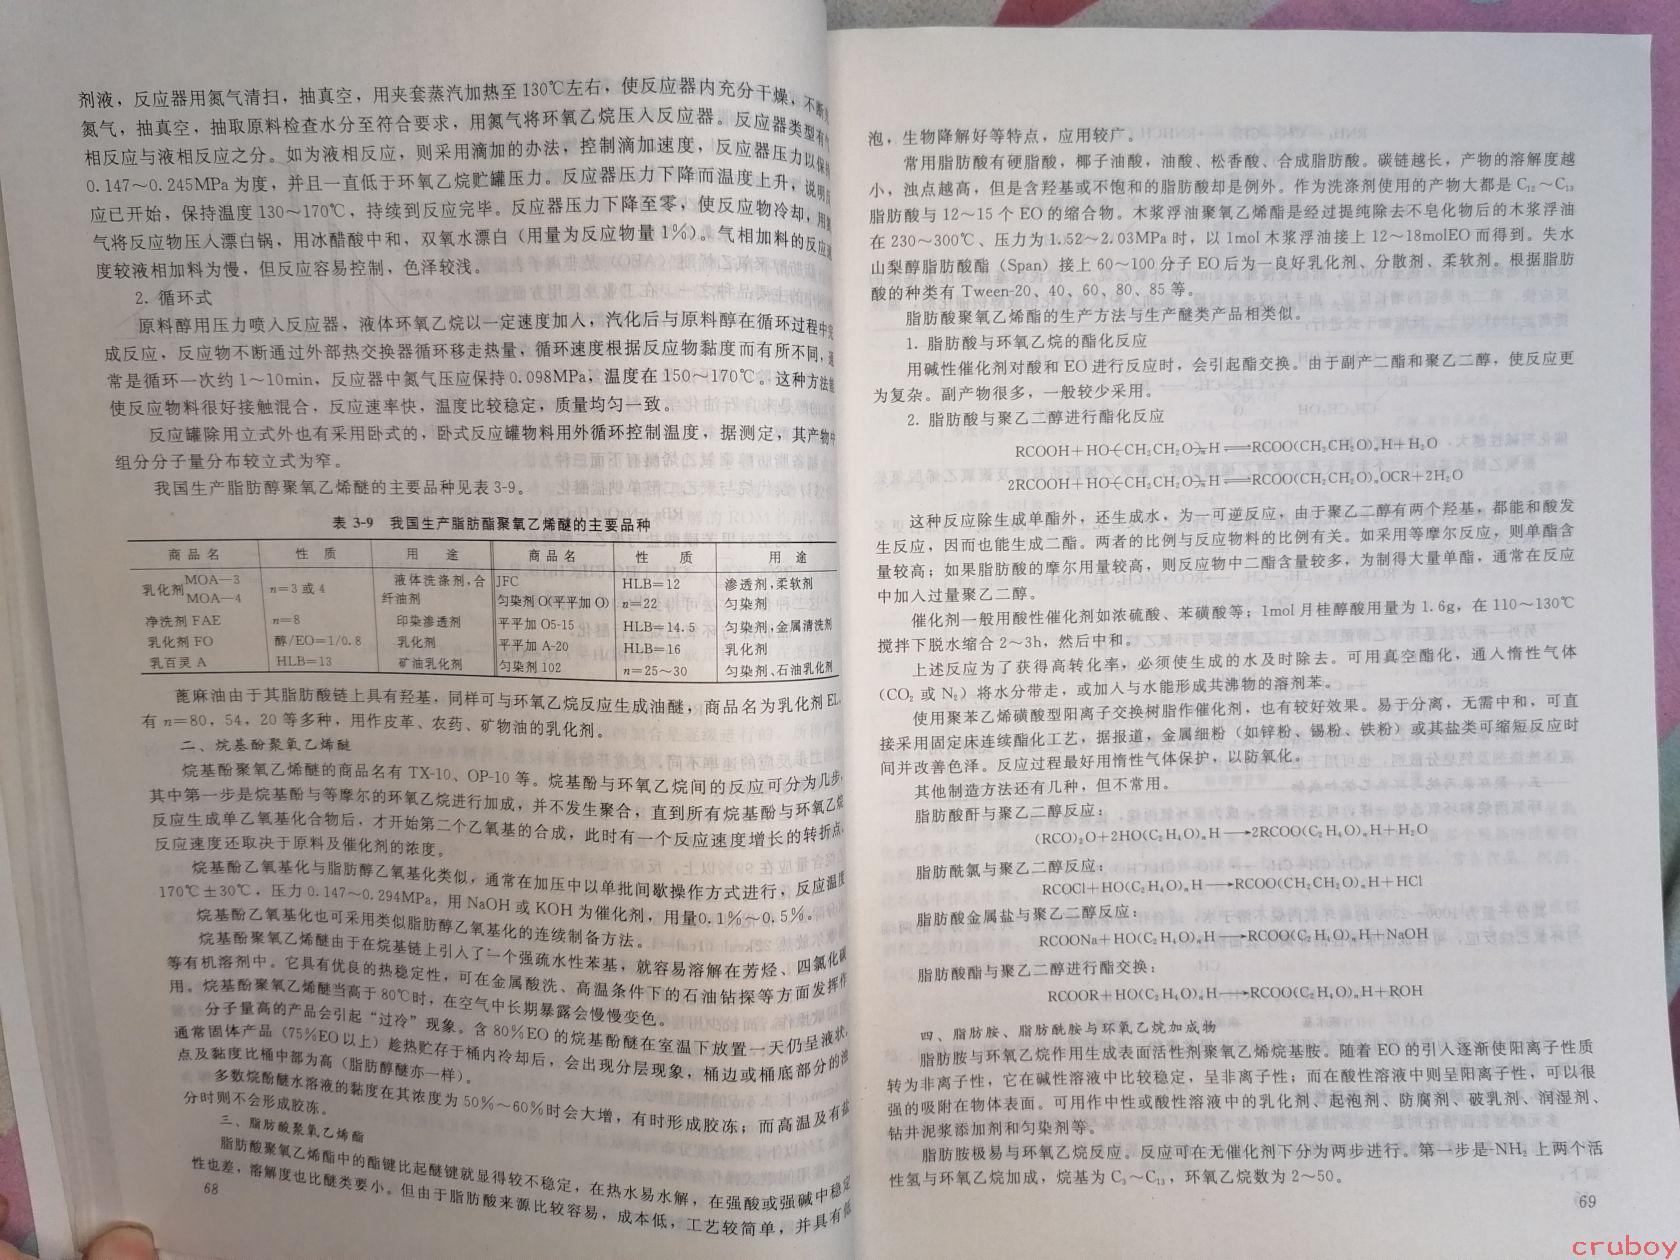 剂液，反应器用氮气清扫，抽真空，用夹套蒸汽加热至130℃左右，使反应器内充分干燥，不断
氮气，抽真空，抽取原料检查水分至符合要求，用氮气将环氧乙烷压入反应器。反应器类型有气
相反应与液相反应之分。如为液相反应，则采用滴加的办法，控制滴加速度，反应器压力以保持
0.147～0.245MPa为度，并且一直低于环氧乙烷贮罐压力。反应器压力下降而温度上升，说明反
应已开始，保持温度130～170℃，持续到反应完毕。反应器压力下降至零，使反应物冷却，用氮
气将反应物压入漂白锅，用冰醋酸中和，双氧水漂白（用量为反应物量1%）。气相加料的反应速
度较液相加料为慢，但反应容易控制，色泽较浅。
2. 循环式
原料醇用压力喷入反应器，液体环氧乙烷以一定速度加入，汽化后与原料醇在循环过程中完
成反应，反应物不断通过外部热交换器循环移走热量，循环速度根据反应物黏度而有所不同，通
常是循环一次约1～10min，反应器中氮气压应保持0.098MPa，温度在150～170℃。这种方法能
使反应物料很好接触混合，反应速率快，温度比较稳定，质量均匀一致。
反应罐除用立式外也有采用卧式的，卧式反应罐物料用外循环控制温度，据测定，其产物中
组分分子量分布较立式为窄。
我国生产脂肪醇聚氧乙烯醚的主要品种见表3-9。
表 3-9 我国生产脂肪酯聚氧乙烯醚的主要品种
商品名 性质 用途 商品名 性质 用途
乳化剂MOA—3 MOA—4 n=3或4 液体洗涤剂,合纤油剂 JFC HLB=12 渗透剂,柔软剂
匀染剂O(平平加O) n=22 匀染剂
净洗剂FAE n=8 印染渗透剂 平平加O5-15 HLB=14.5 匀染剂,金属清洗剂
乳化剂FO 醇/EO=1/0.8 乳化剂 平平加A-20 HLB=16 乳化剂
乳百灵A HLB=13 矿油乳化剂 匀染剂102 n=25～30 匀染剂、石油乳化剂
蓖麻油由于其脂肪酸链上具有羟基，同样可与环氧乙烷反应生成油醚，商品名为乳化剂EL，
有n=80，54，20等多种，用作皮革、农药、矿物油的乳化剂。
二、烷基酚聚氧乙烯醚
烷基酚聚氧乙烯醚的商品名有TX-10、OP-10等。烷基酚与环氧乙烷间的反应可分为几步，
其中第一步是烷基酚与等摩尔的环氧乙烷进行加成，并不发生聚合，直到所有烷基酚与环氧乙烷
反应生成单乙氧基化合物后，才开始第二个乙氧基的合成，此时有一个反应速度增长的转折点。
反应速度还取决于原料及催化剂的浓度。
烷基酚乙氧基化与脂肪醇乙氧基化类似，通常在加压中以单批间歇操作方式进行，反应温度
170℃±30℃，压力0.147～0.294MPa，用NaOH或KOH为催化剂，用量0.1%～0.5%。
烷基酚乙氧基化也可采用类似脂肪醇乙氧基化的连续制备方法。
烷基酚聚氧乙烯醚由于在烷基链上引入了一个强疏水性苯基，就容易溶解在芳烃、四氯化碳
等有机溶剂中。它具有优良的热稳定性，可在金属酸洗、高温条件下的石油钻探等方面发挥作
用。烷基酚聚氧乙烯醚当高于80℃时，在空气中长期暴露会慢慢变色。
分子量高的产品会引起“过冷”现象。含80%EO的烷基酚醚在室温下放置一天仍呈液状，
通常固体产品（75%EO以上）趁热贮存于桶内冷却后，会出现分层现象，桶边或桶底部分的浊
点及黏度比桶中部为高（脂肪醇醚亦一样）。
多数烷酚醚水溶液的黏度在其浓度为50%～60%时会大增，有时形成胶冻；而高温及有盐
分时则不会形成胶冻。
三、脂肪酸聚氧乙烯酯
脂肪酸聚氧乙烯酯中的酯键比起醚键就显得较不稳定，在热水易水解，在强酸或强碱中稳定
性也差，溶解度也比醚类要小。但由于脂肪酸来源比较容易，成本低，工艺较简单，并具有低
68
泡，生物降解好等特点，应用较广。
常用脂肪酸有硬脂酸，椰子油酸，油酸、松香酸、合成脂肪酸。碳链越长，产物的溶解度越
小，浊点越高，但是含羟基或不饱和的脂肪酸却是例外。作为洗涤剂使用的产物大都是C₁₂～C₁₃
脂肪酸与12～15个EO的缩合物。木浆浮油聚氧乙烯酯是经过提纯除去不皂化物后的木浆浮油
在230～300℃、压力为1.52～2.03MPa时，以1mol木浆浮油接上12～18molEO而得到。失水
山梨醇脂肪酸酯（Span）接上60～100分子EO后为一良好乳化剂、分散剂、柔软剂。根据脂肪
酸的种类有Tween-20、40、60、80、85等。
脂肪酸聚氧乙烯酯的生产方法与生产醚类产品相类似。
1. 脂肪酸与环氧乙烷的酯化反应
用碱性催化剂对酸和EO进行反应时，会引起酯交换。由于副产二酯和聚乙二醇，使反应更
为复杂。副产物很多，一般较少采用。
2. 脂肪酸与聚乙二醇进行酯化反应
RCOOH+HO(CH₂CH₂O)ₙH⇌RCOO(CH₂CH₂O)ₙH+H₂O
2RCOOH+HO(CH₂CH₂O)ₙH⇌RCOO(CH₂CH₂O)ₙOCR+2H₂O
这种反应除生成单酯外，还生成水，为一可逆反应，由于聚乙二醇有两个羟基，都能和酸发
生反应，因而也能生成二酯。两者的比例与反应物料的比例有关。如采用等摩尔反应，则单酯含
量较高；如果脂肪酸的摩尔用量较高，则反应物中二酯含量较多，为制得大量单酯，通常在反应
中加入过量聚乙二醇。
催化剂一般用酸性催化剂如浓硫酸、苯磺酸等；1mol月桂醇酸用量为1.6g，在110～130℃
搅拌下脱水缩合2～3h，然后中和。
上述反应为了获得高转化率，必须使生成的水及时除去。可用真空酯化，通入惰性气体
（CO₂或N₂）将水分带走，或加入与水能形成共沸物的溶剂苯。
使用聚苯乙烯磺酸型阳离子交换树脂作催化剂，也有较好效果。易于分离，无需中和，可直
接采用固定床连续酯化工艺，据报道，金属细粉（如锌粉、锡粉、铁粉）或其盐类可缩短反应时
间并改善色泽。反应过程最好用惰性气体保护，以防氧化。
其他制造方法还有几种，但不常用。
脂肪酸酐与聚乙二醇反应：
(RCO)₂O+2HO(C₂H₄O)ₙH→2RCOO(C₂H₄O)ₙH+H₂O
脂肪酰氯与聚乙二醇反应：
RCOCl+HO(C₂H₄O)ₙH→RCOO(CH₂CH₂O)ₙH+HCl
脂肪酸金属盐与聚乙二醇反应：
RCOONa+HO(C₂H₄O)ₙH→RCOO(C₂H₄O)ₙH+NaOH
脂肪酸酯与聚乙二醇进行酯交换：
RCOOR+HO(C₂H₄O)ₙH→RCOO(C₂H₄O)ₙH+ROH
四、脂肪胺、脂肪酰胺与环氧乙烷加成物
脂肪胺与环氧乙烷作用生成表面活性剂聚氧乙烯烷基胺。随着EO的引入逐渐使阳离子性质
转为非离子性，它在碱性溶液中比较稳定，呈非离子性；而在酸性溶液中则呈阳离子性，可以很
强的吸附在物体表面。可用作中性或酸性溶液中的乳化剂、起泡剂、防腐剂、破乳剂、润湿剂、
钻井泥浆添加剂和匀染剂等。
脂肪胺极易与环氧乙烷反应。反应可在无催化剂下分为两步进行。第一步是-NH₂上两个活
性氢与环氧乙烷加成，烷基为C₉～C₁₃，环氧乙烷数为2～50。
69
cruboy